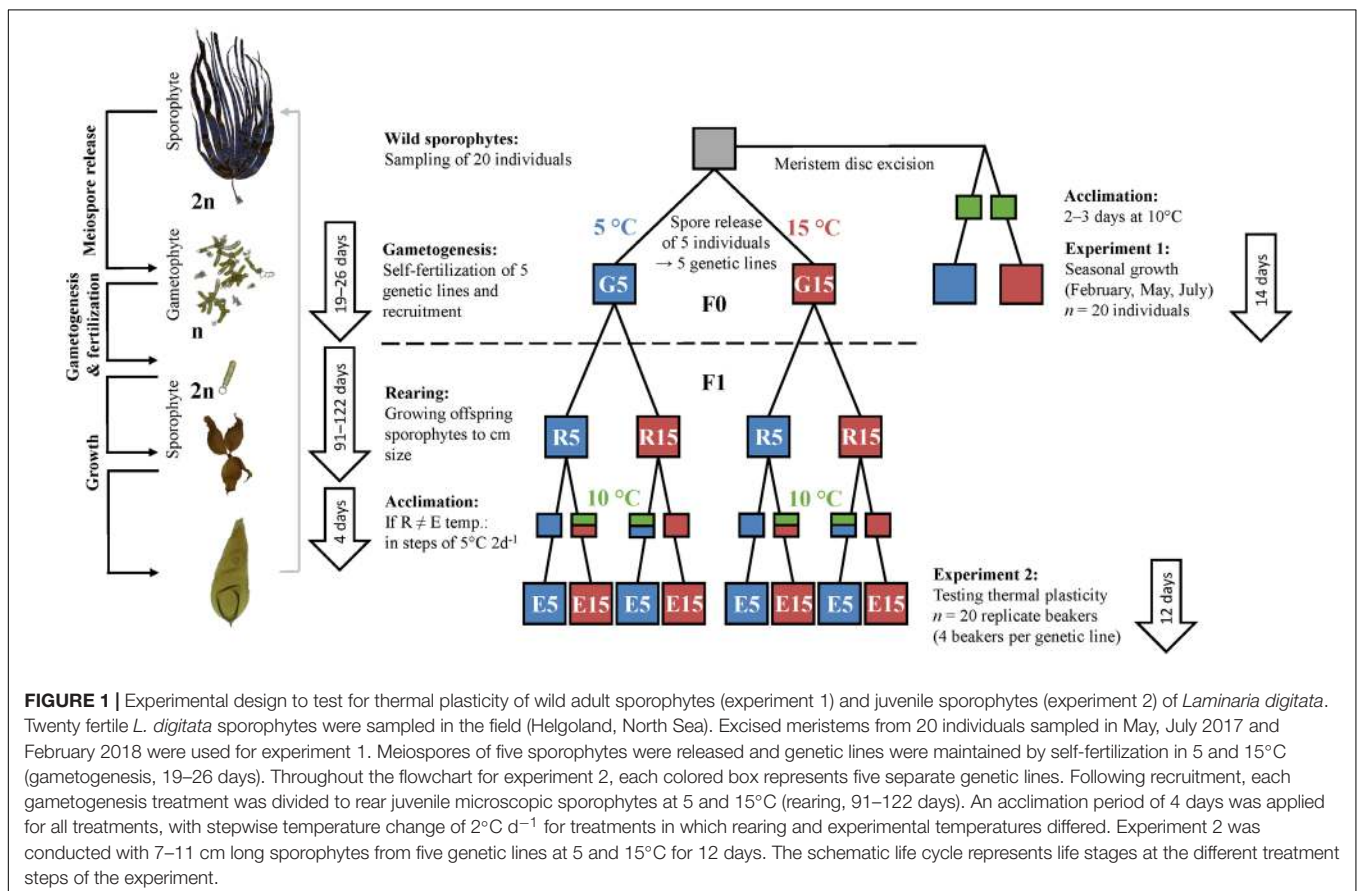 Meiospore release
Gametogenesis
& fertilization
Growth
Sporophyte
2n
Gametophyte
n
2n
Sporophyte
19–26 days
91–122 days
4 days
Wild sporophytes:
Sampling of 20 individuals
Gametogenesis:
Self-fertilization of 5
genetic lines and
recruitment
Rearing:
Growing offspring
sporophytes to cm
size
Acclimation:
If R ≠ E temp.:
in steps of 5°C 2d⁻¹
Meristem disc excision
5 °C
Spore release
of 5 individuals
→ 5 genetic lines
15 °C
G5
G15
F0
F1
R5 R15 R5 R15
10 °C 10 °C
E5 E15 E5 E15 E5 E15 E5 E15
Acclimation:
2–3 days at 10°C
Experiment 1:
Seasonal growth
(February, May, July)
n = 20 individuals
14 days
Experiment 2:
Testing thermal plasticity
n = 20 replicate beakers
(4 beakers per genetic line)
12 days
FIGURE 1 | Experimental design to test for thermal plasticity of wild adult sporophytes (experiment 1) and juvenile sporophytes (experiment 2) of Laminaria digitata.
Twenty fertile L. digitata sporophytes were sampled in the field (Helgoland, North Sea). Excised meristems from 20 individuals sampled in May, July 2017 and
February 2018 were used for experiment 1. Meiospores of five sporophytes were released and genetic lines were maintained by self-fertilization in 5 and 15°C
(gametogenesis, 19–26 days). Throughout the flowchart for experiment 2, each colored box represents five separate genetic lines. Following recruitment, each
gametogenesis treatment was divided to rear juvenile microscopic sporophytes at 5 and 15°C (rearing, 91–122 days). An acclimation period of 4 days was applied
for all treatments, with stepwise temperature change of 2°C d⁻¹ for treatments in which rearing and experimental temperatures differed. Experiment 2 was
conducted with 7–11 cm long sporophytes from five genetic lines at 5 and 15°C for 12 days. The schematic life cycle represents life stages at the different treatment
steps of the experiment.